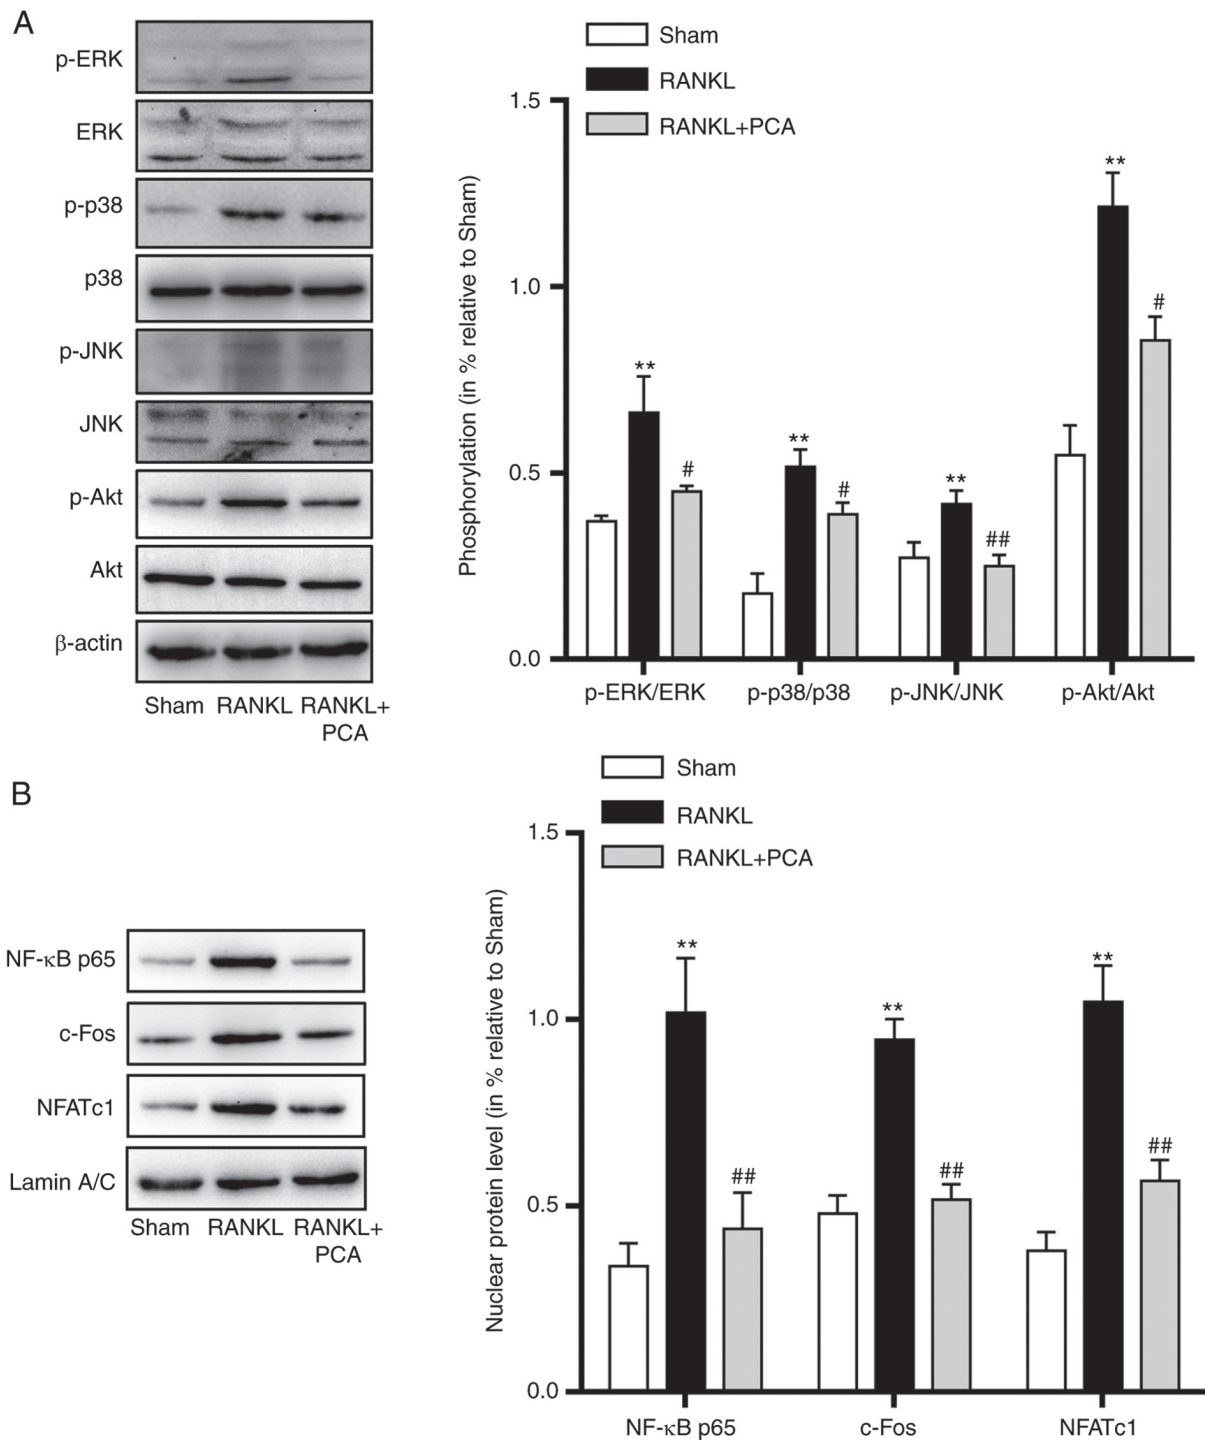 A
p-ERK
ERK
p-p38
p38
p-JNK
JNK
p-Akt
Akt
β-actin
Sham RANKL RANKL+
PCA
Sham
RANKL
RANKL+PCA
Phosphorylation (in % relative to Sham)
1.5
1.0
0.5
0.0
**
#
**
#
**
##
**
#
p-ERK/ERK p-p38/p38 p-JNK/JNK p-Akt/Akt
B
NF-κB p65
c-Fos
NFATc1
Lamin A/C
Sham RANKL RANKL+
PCA
Sham
RANKL
RANKL+PCA
Nuclear protein level (in % relative to Sham)
1.5
1.0
0.5
0.0
**
##
**
##
**
##
NF-κB p65 c-Fos NFATc1